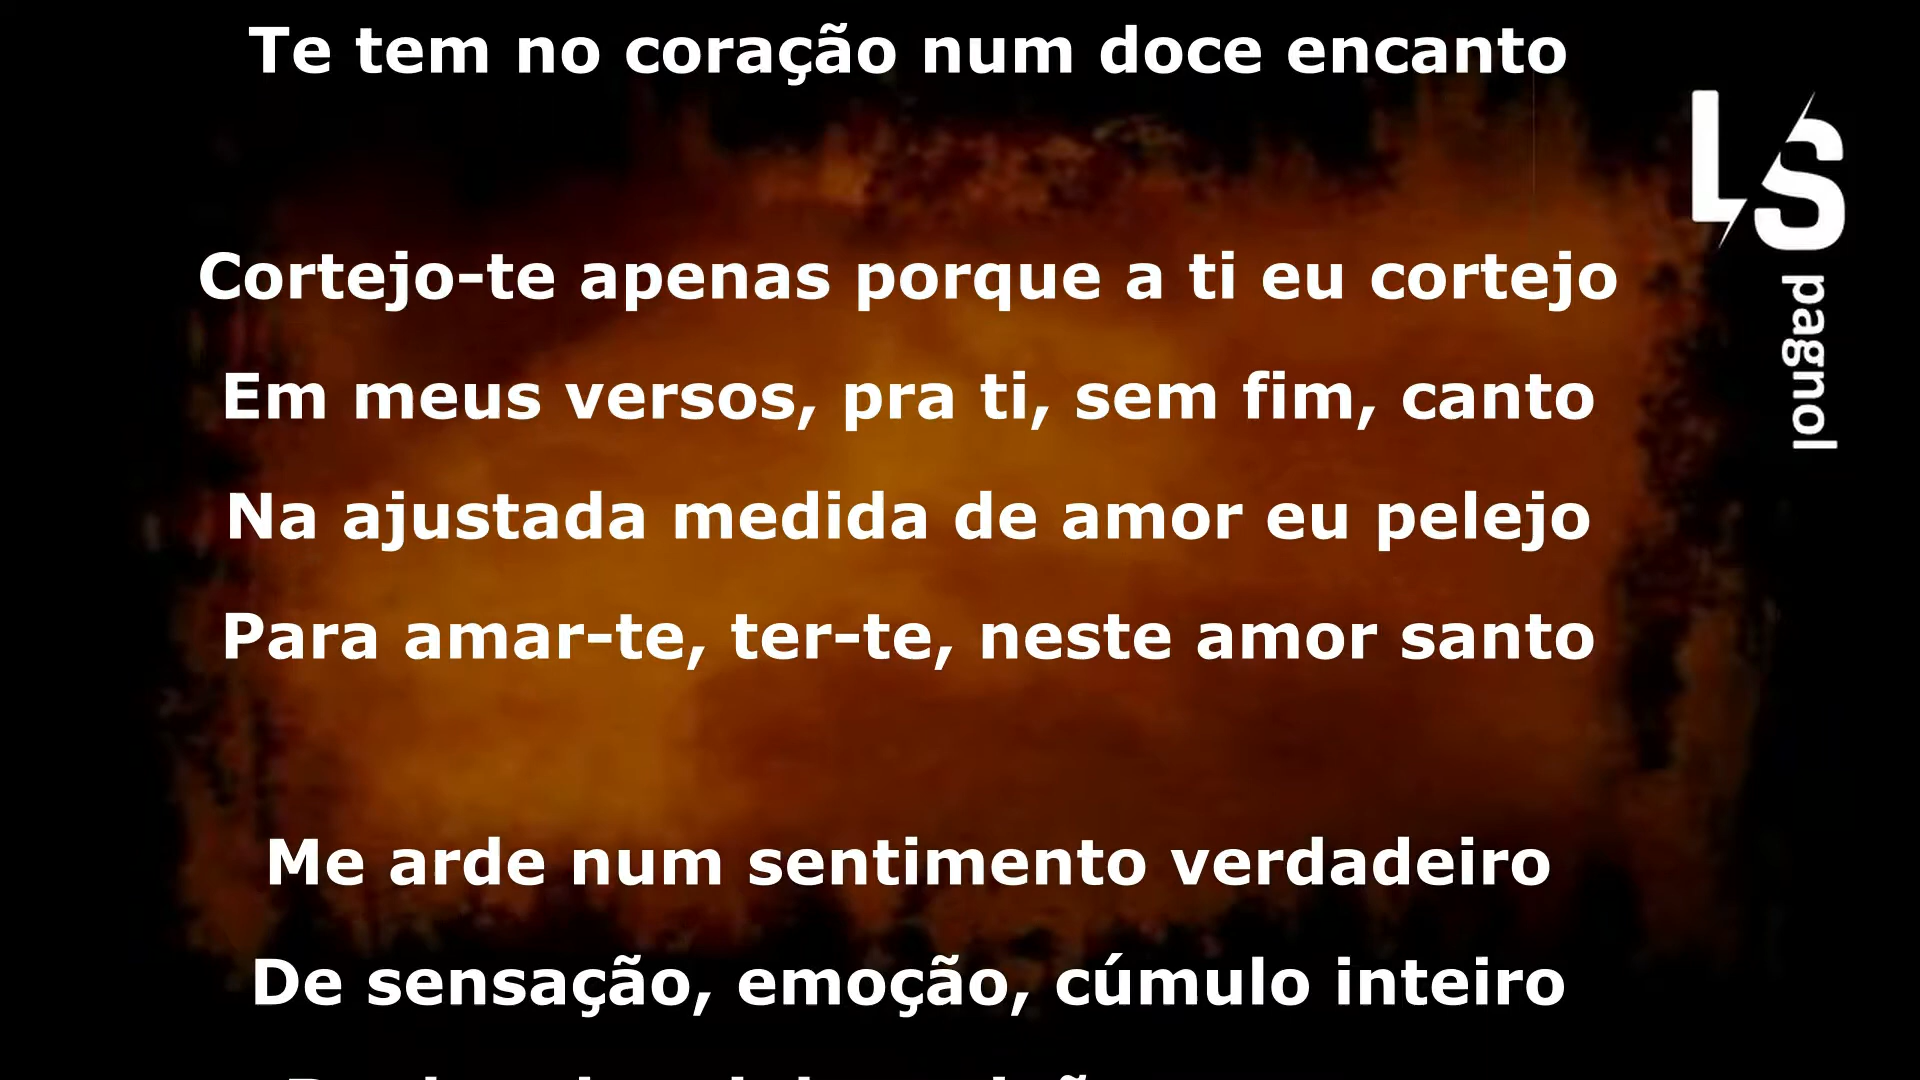 Te tem no coração num doce encanto
Cortejo-te apenas porque a ti eu cortejo
Em meus versos, pra ti, sem fim, canto
Na ajustada medida de amor eu pelejo
Para amar-te, ter-te, neste amor santo
Me arde num sentimento verdadeiro
De sensação, emoção, cúmulo inteiro
LS
pagnol